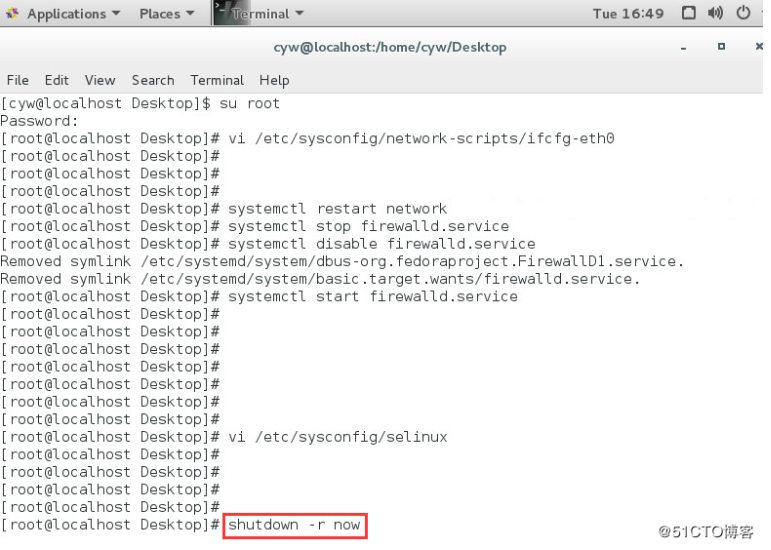 Applications Places Terminal Tue 16:49
cyw@localhost:/home/cyw/Desktop
File Edit View Search Terminal Help
[cyw@localhost Desktop]$ su root
Password:
[root@localhost Desktop]# vi /etc/sysconfig/network-scripts/ifcfg-eth0
[root@localhost Desktop]#
[root@localhost Desktop]#
[root@localhost Desktop]#
[root@localhost Desktop]# systemctl restart network
[root@localhost Desktop]# systemctl stop firewalld.service
[root@localhost Desktop]# systemctl disable firewalld.service
Removed symlink /etc/systemd/system/dbus-org.fedoraproject.FirewallD1.service.
Removed symlink /etc/systemd/system/basic.target.wants/firewalld.service.
[root@localhost Desktop]# systemctl start firewalld.service
[root@localhost Desktop]#
[root@localhost Desktop]#
[root@localhost Desktop]#
[root@localhost Desktop]#
[root@localhost Desktop]#
[root@localhost Desktop]#
[root@localhost Desktop]#
[root@localhost Desktop]# vi /etc/sysconfig/selinux
[root@localhost Desktop]#
[root@localhost Desktop]#
[root@localhost Desktop]#
[root@localhost Desktop]#
[root@localhost Desktop]# shutdown -r now
@51CTO博客